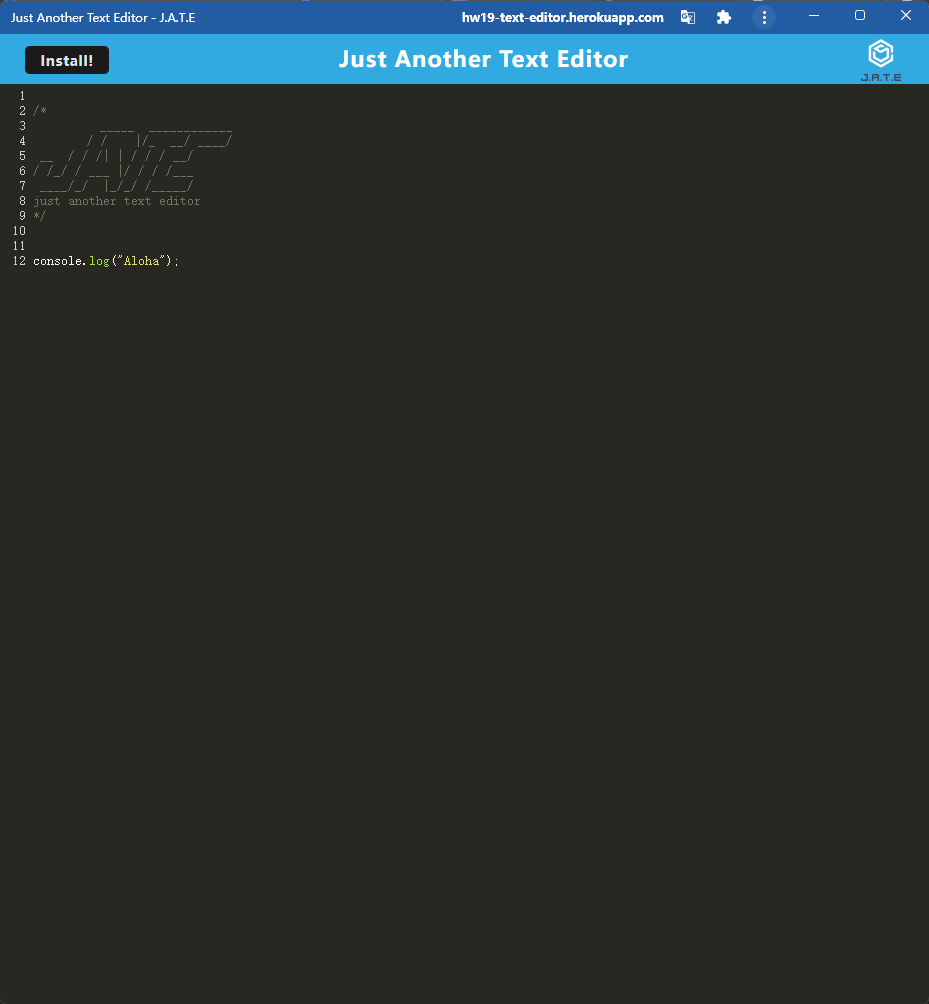 Just Another Text Editor - J.A.T.E
hw19-text-editor.herokuapp.com
Install!
Just Another Text Editor
J.A.T.E
1
2 /*
3          _____  ____________
4        / /    |/_  __/ ____/
5  __  / / /| | / / / __/
6 / /_/ / ___ |/ / / /___
7  ____/_/  |_/_/ /_____/
8 just another text editor
9 */
10
11
12 console.log("Aloha");